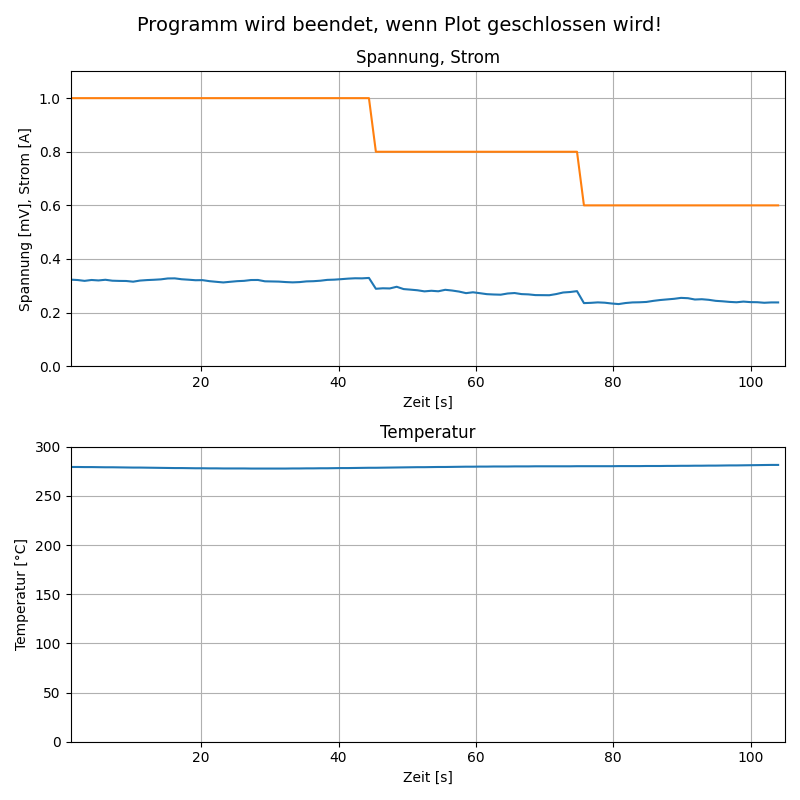 Programm wird beendet, wenn Plot geschlossen wird!
Spannung, Strom
Spannung [mV], Strom [A]
1.0
0.8
0.6
0.4
0.2
0.0
20 40 60 80 100
Zeit [s]
Temperatur
Temperatur [°C]
300
250
200
150
100
50
0
20 40 60 80 100
Zeit [s]